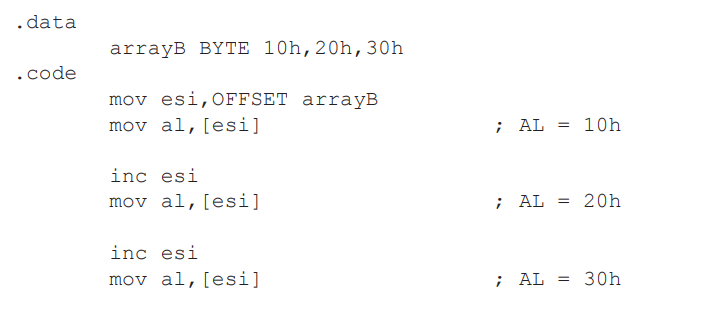 .data
arrayB BYTE 10h,20h,30h
.code
mov esi,OFFSET arrayB
mov al,[esi] ; AL = 10h
inc esi
mov al,[esi] ; AL = 20h
inc esi
mov al,[esi] ; AL = 30h